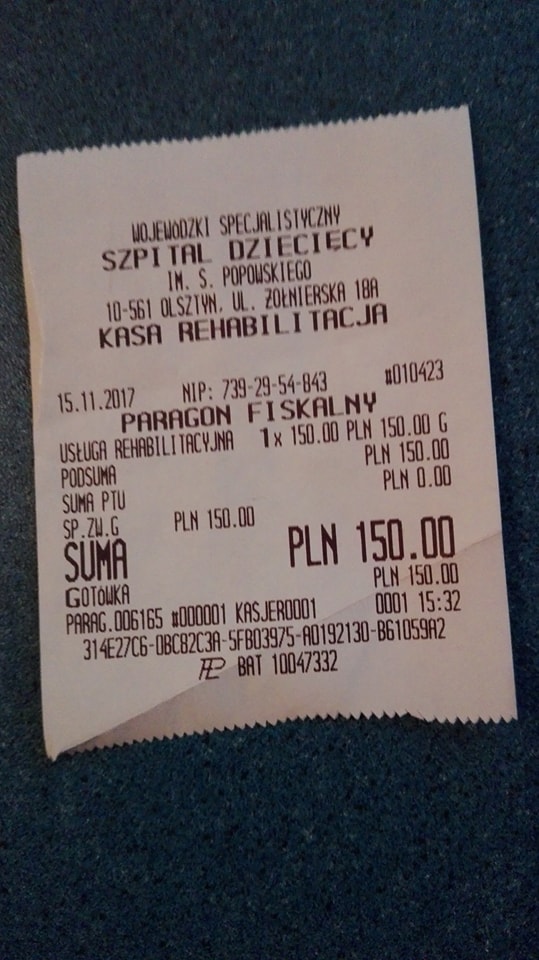 WOJEWÓDZKI SPECJALISTYCZNY
SZPITAL DZIECIĘCY
IM. S. POPOWSKIEGO
10-561 OLSZTYN, UL. ŻOŁNIERSKA 18A
KASA REHABILITACJA
15.11.2017 NIP: 739-29-54-843 #010423
PARAGON FISKALNY
USŁUGA REHABILITACYJNA 1x 150.00 PLN 150.00 G
PODSUMA PLN 150.00
SUMA PTU PLN 0.00
SP.ZW.G PLN 150.00
SUMA PLN 150.00
GOTÓWKA PLN 150.00
PARAG.006165 #000001 KASJER0001 0001 15:32
314E27C6-0BCB2C3A-5FB03975-A0192130-B61059A2
BAT 10047332